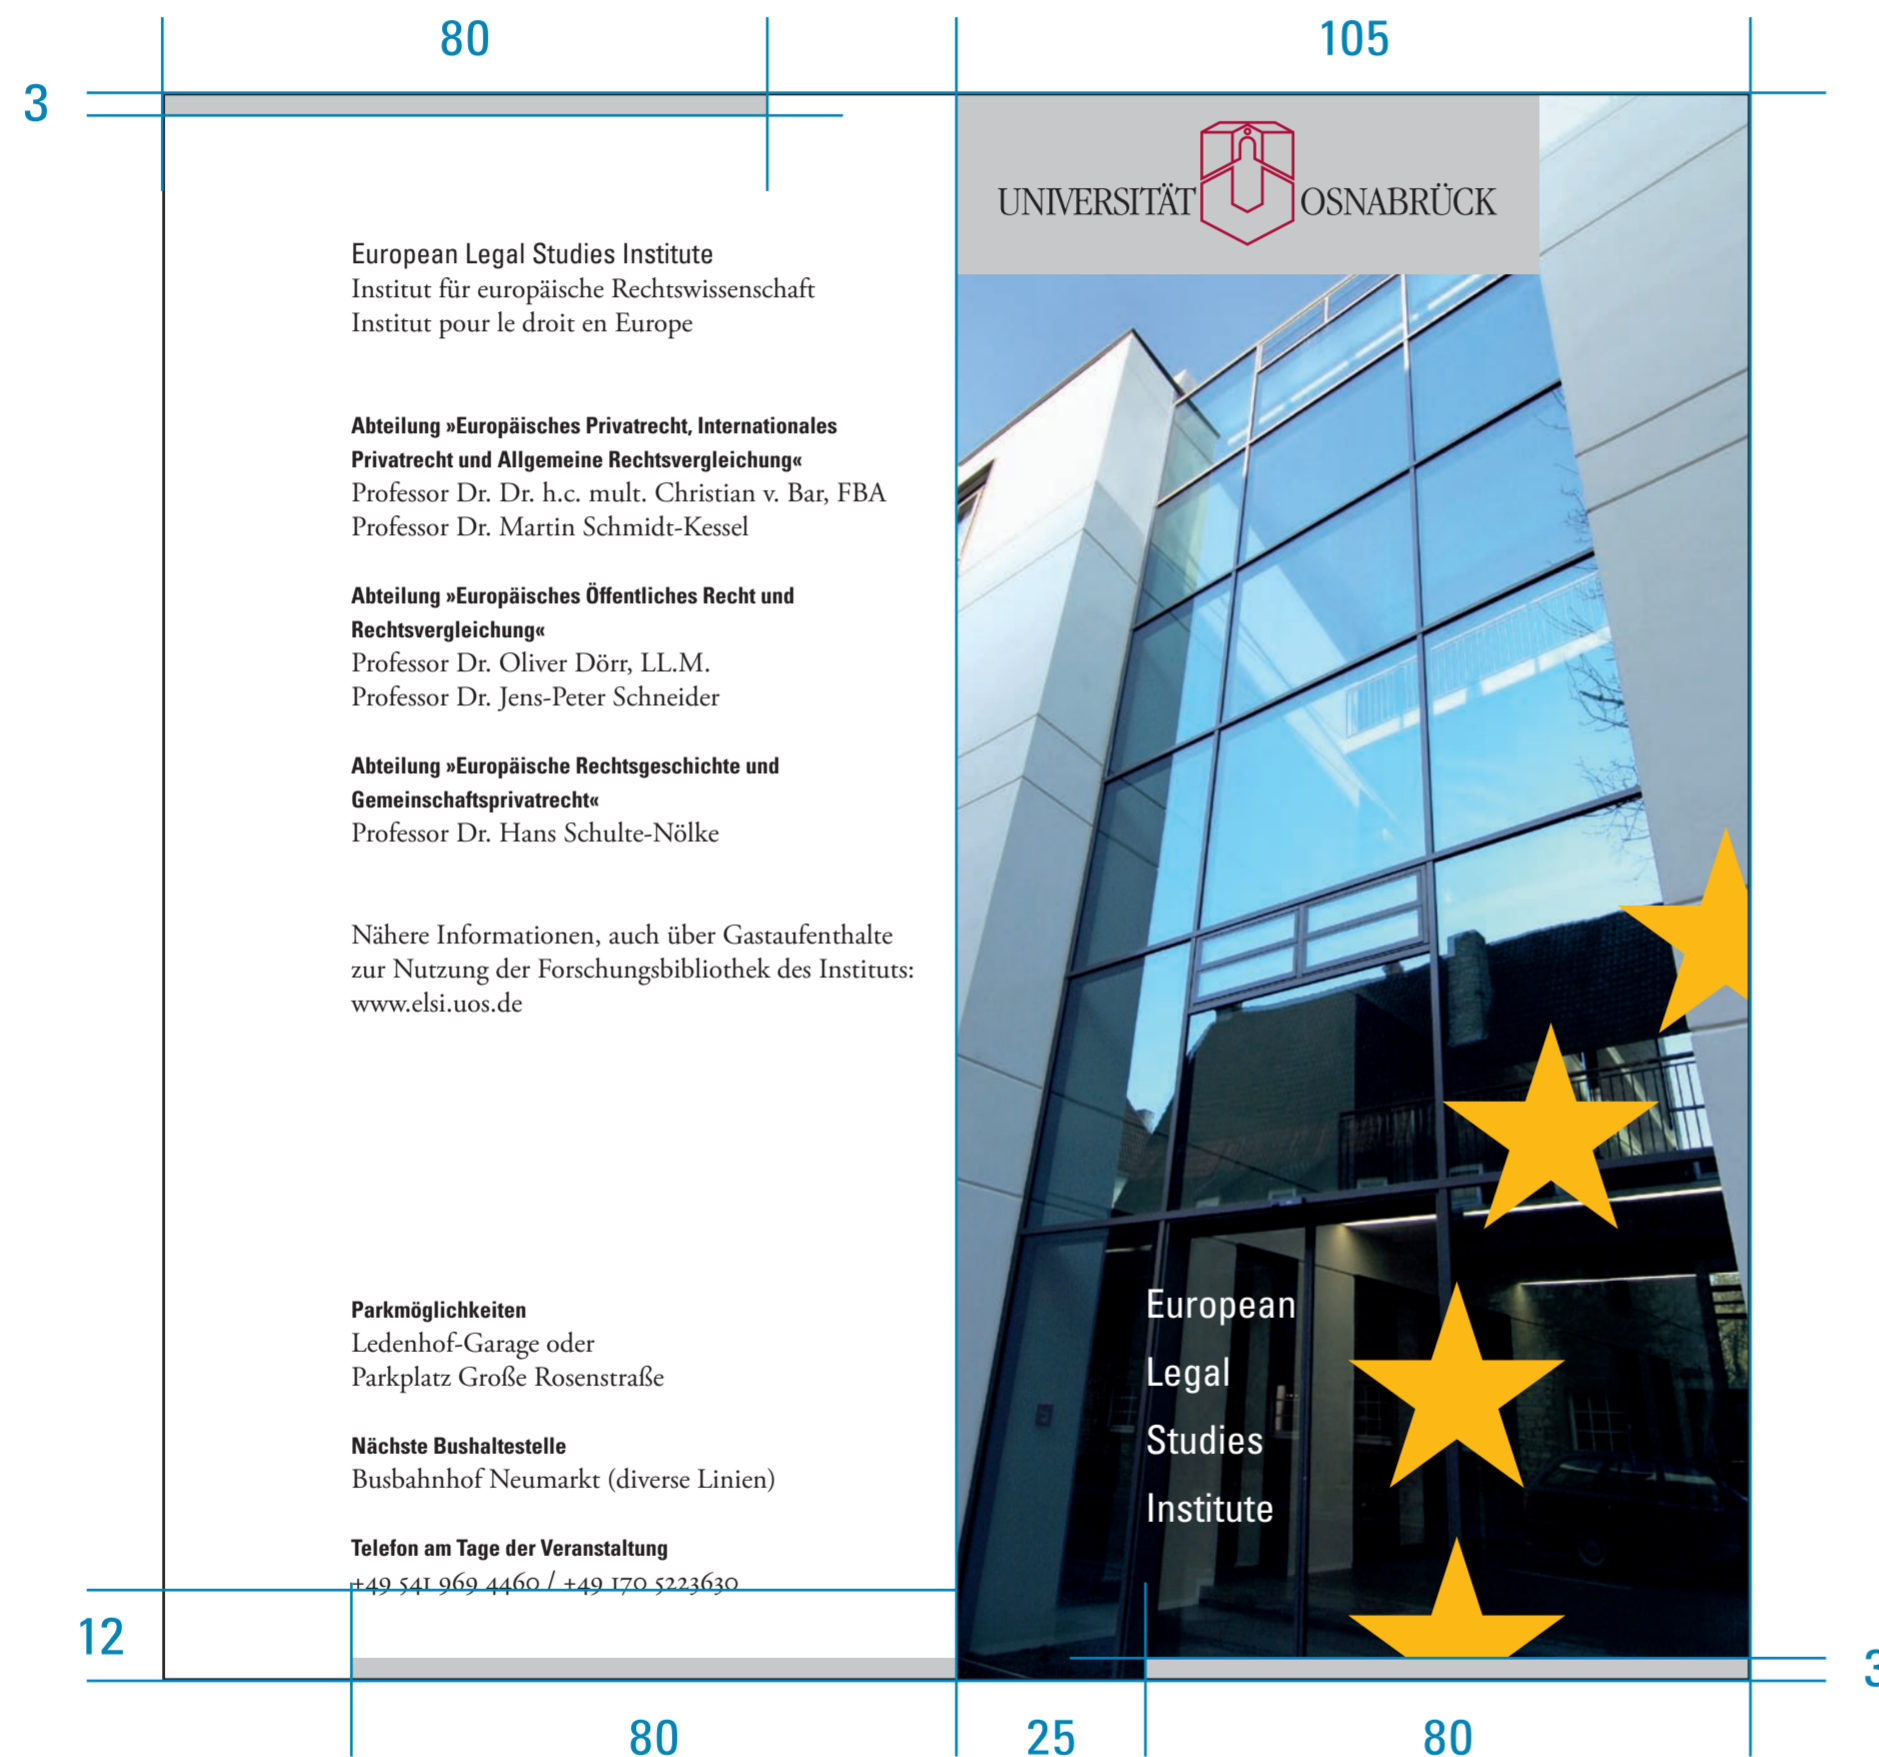 80
105
3
UNIVERSITÄT OSNABRÜCK
European Legal Studies Institute
Institut für europäische Rechtswissenschaft
Institut pour le droit en Europe
Abteilung »Europäisches Privatrecht, Internationales
Privatrecht und Allgemeine Rechtsvergleichung«
Professor Dr. Dr. h.c. mult. Christian v. Bar, FBA
Professor Dr. Martin Schmidt-Kessel
Abteilung »Europäisches Öffentliches Recht und
Rechtsvergleichung«
Professor Dr. Oliver Dörr, LL.M.
Professor Dr. Jens-Peter Schneider
Abteilung »Europäische Rechtsgeschichte und
Gemeinschaftsprivatrecht«
Professor Dr. Hans Schulte-Nölke
Nähere Informationen, auch über Gastaufenthalte
zur Nutzung der Forschungsbibliothek des Instituts:
www.elsi.uos.de
Parkmöglichkeiten
Ledenhof-Garage oder
Parkplatz Große Rosenstraße
Nächste Bushaltestelle
Busbahnhof Neumarkt (diverse Linien)
Telefon am Tage der Veranstaltung
+49 541 969 4460 / +49 170 5223630
European
Legal
Studies
Institute
12
3
80
25
80